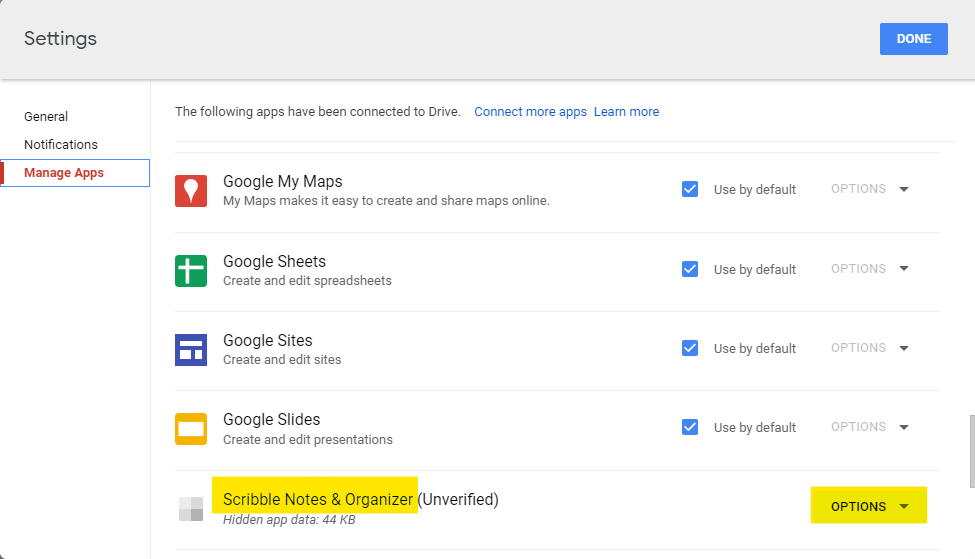 Settings
DONE
General
Notifications
Manage Apps
The following apps have been connected to Drive. Connect more apps Learn more
Google My Maps
My Maps makes it easy to create and share maps online.
Use by default OPTIONS
Google Sheets
Create and edit spreadsheets
Use by default OPTIONS
Google Sites
Create and edit sites
Use by default OPTIONS
Google Slides
Create and edit presentations
Use by default OPTIONS
Scribble Notes & Organizer (Unverified)
Hidden app data: 44 KB
OPTIONS